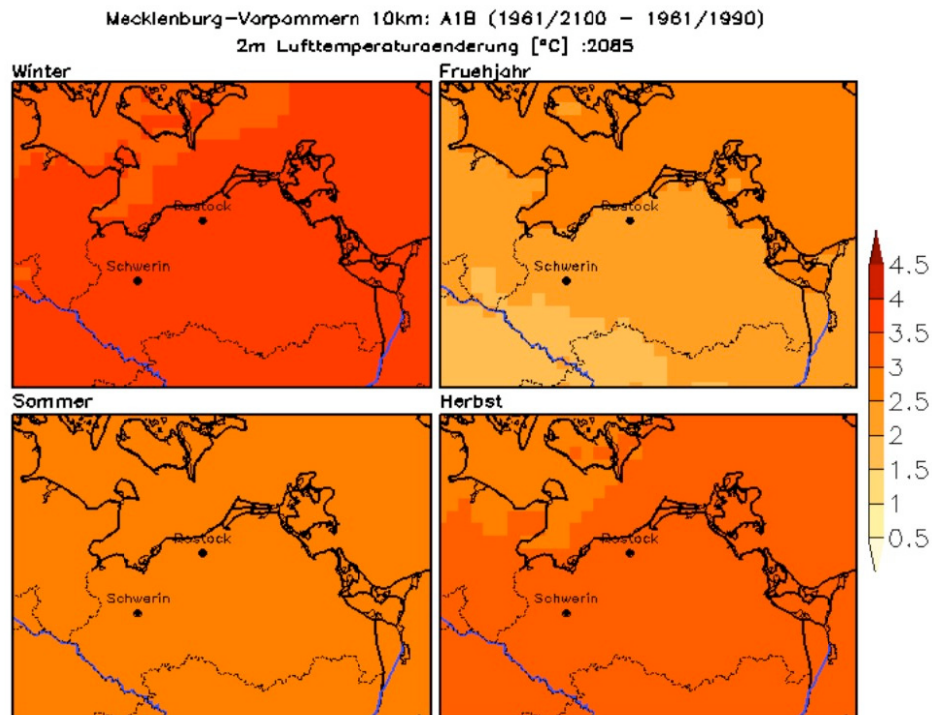 Mecklenburg-Vorpommern 10km: A1B (1961/2100 - 1961/1990)
2m Lufttemperaturaenderung [°C] :2085
Winter
Fruehjahr
Rostock
Schwerin
Rostock
Schwerin
4.5
4
3.5
3
2.5
2
1.5
1
0.5
Sommer
Herbst
Rostock
Schwerin
Rostock
Schwerin